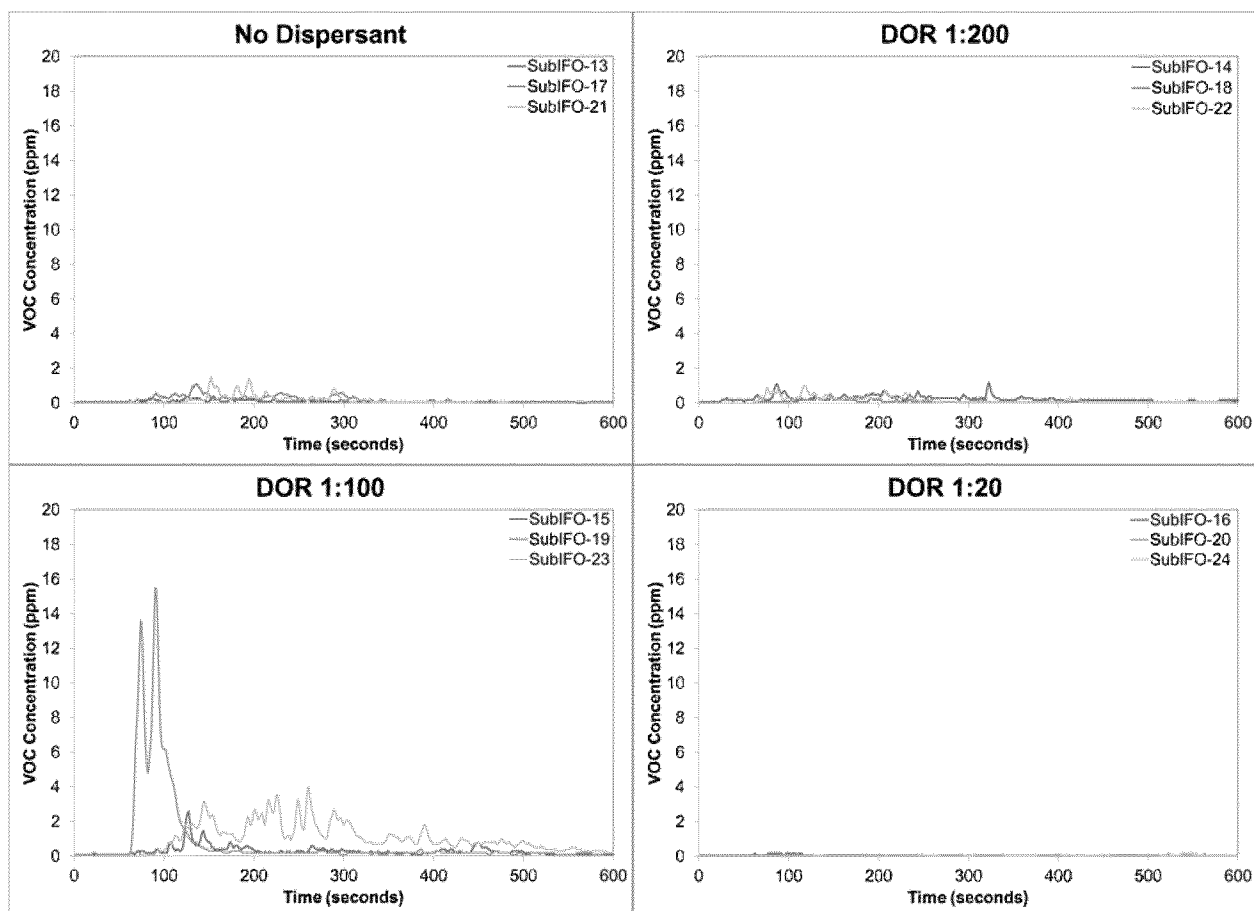 No Dispersant
20
18
16
14
12
10
8
6
4
2
0
VOC Concentration (ppm)
SubIFO-13
SubIFO-17
SubIFO-21
0 100 200 300 400 500 600
Time (seconds)
DOR 1:200
20
18
16
14
12
10
8
6
4
2
0
VOC Concentration (ppm)
SubIFO-14
SubIFO-18
SubIFO-22
0 100 200 300 400 500 600
Time (seconds)
DOR 1:100
20
18
16
14
12
10
8
6
4
2
0
VOC Concentration (ppm)
SubIFO-15
SubIFO-19
SubIFO-23
0 100 200 300 400 500 600
Time (seconds)
DOR 1:20
20
18
16
14
12
10
8
6
4
2
0
VOC Concentration (ppm)
SubIFO-16
SubIFO-20
SubIFO-24
0 100 200 300 400 500 600
Time (seconds)